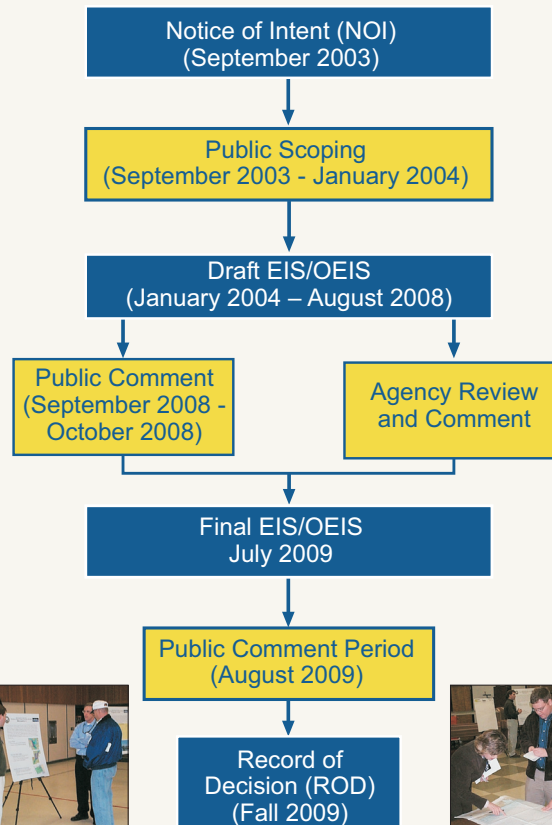 Notice of Intent (NOI)
(September 2003)
Public Scoping
(September 2003 - January 2004)
Draft EIS/OEIS
(January 2004 – August 2008)
Public Comment
(September 2008 -
October 2008)
Agency Review
and Comment
Final EIS/OEIS
July 2009
Public Comment Period
(August 2009)
Record of
Decision (ROD)
(Fall 2009)